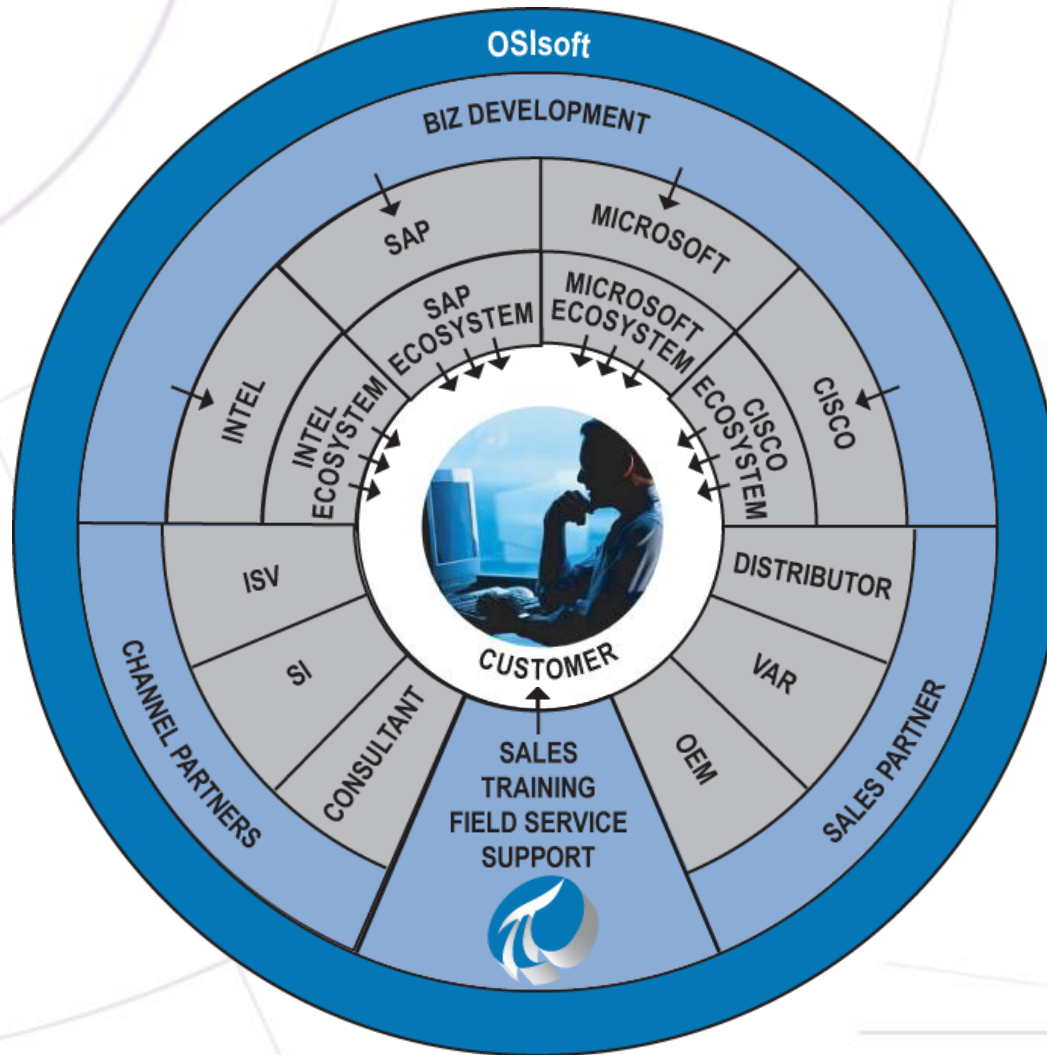 OSIsoft
BIZ DEVELOPMENT
SAP
MICROSOFT
INTEL
CISCO
SAP
ECOSYSTEM
MICROSOFT
ECOSYSTEM
INTEL
ECOSYSTEM
CISCO
ECOSYSTEM
CUSTOMER
ISV
SI
CONSULTANT
CHANNEL PARTNERS
SALES
TRAINING
FIELD SERVICE
SUPPORT
DISTRIBUTOR
VAR
OEM
SALES PARTNER